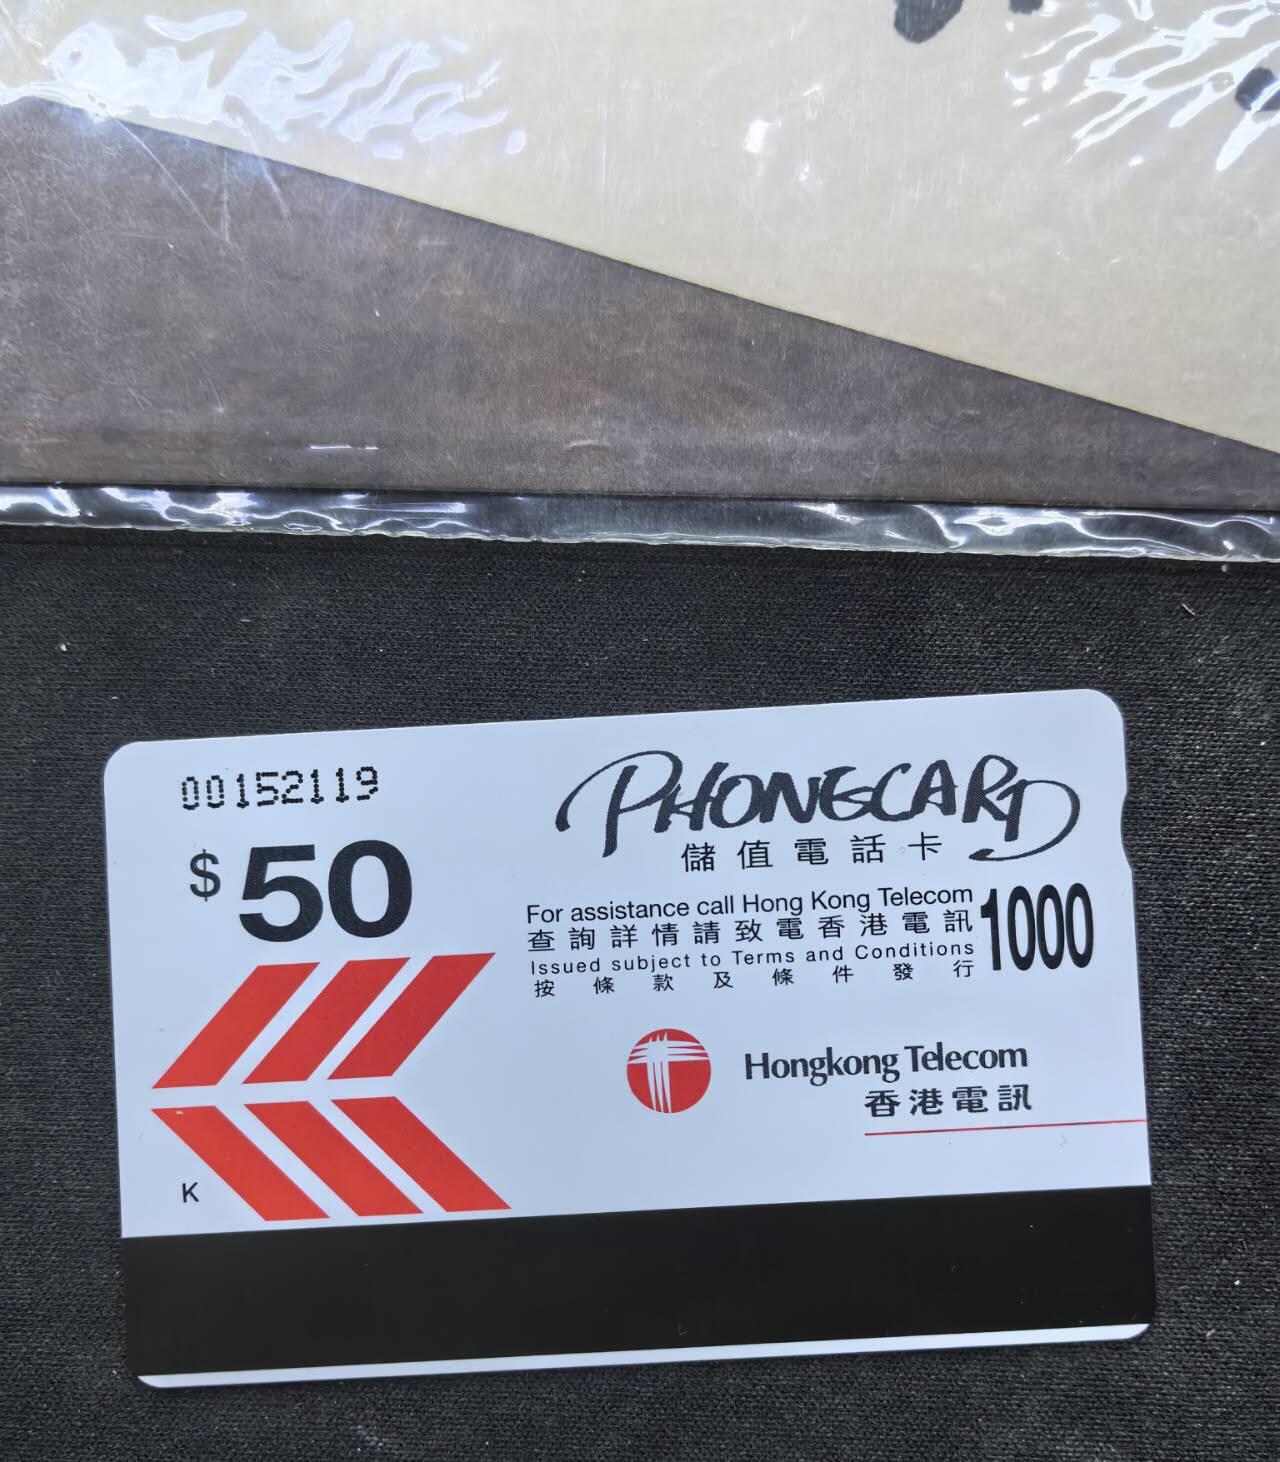 00152119
$50
PHONECARD
儲值電話卡
For assistance call Hong Kong Telecom
查詢詳情請致電香港電訊
1000
Issued subject to Terms and Conditions
按條款及條件發行
Hongkong Telecom
香港電訊
K